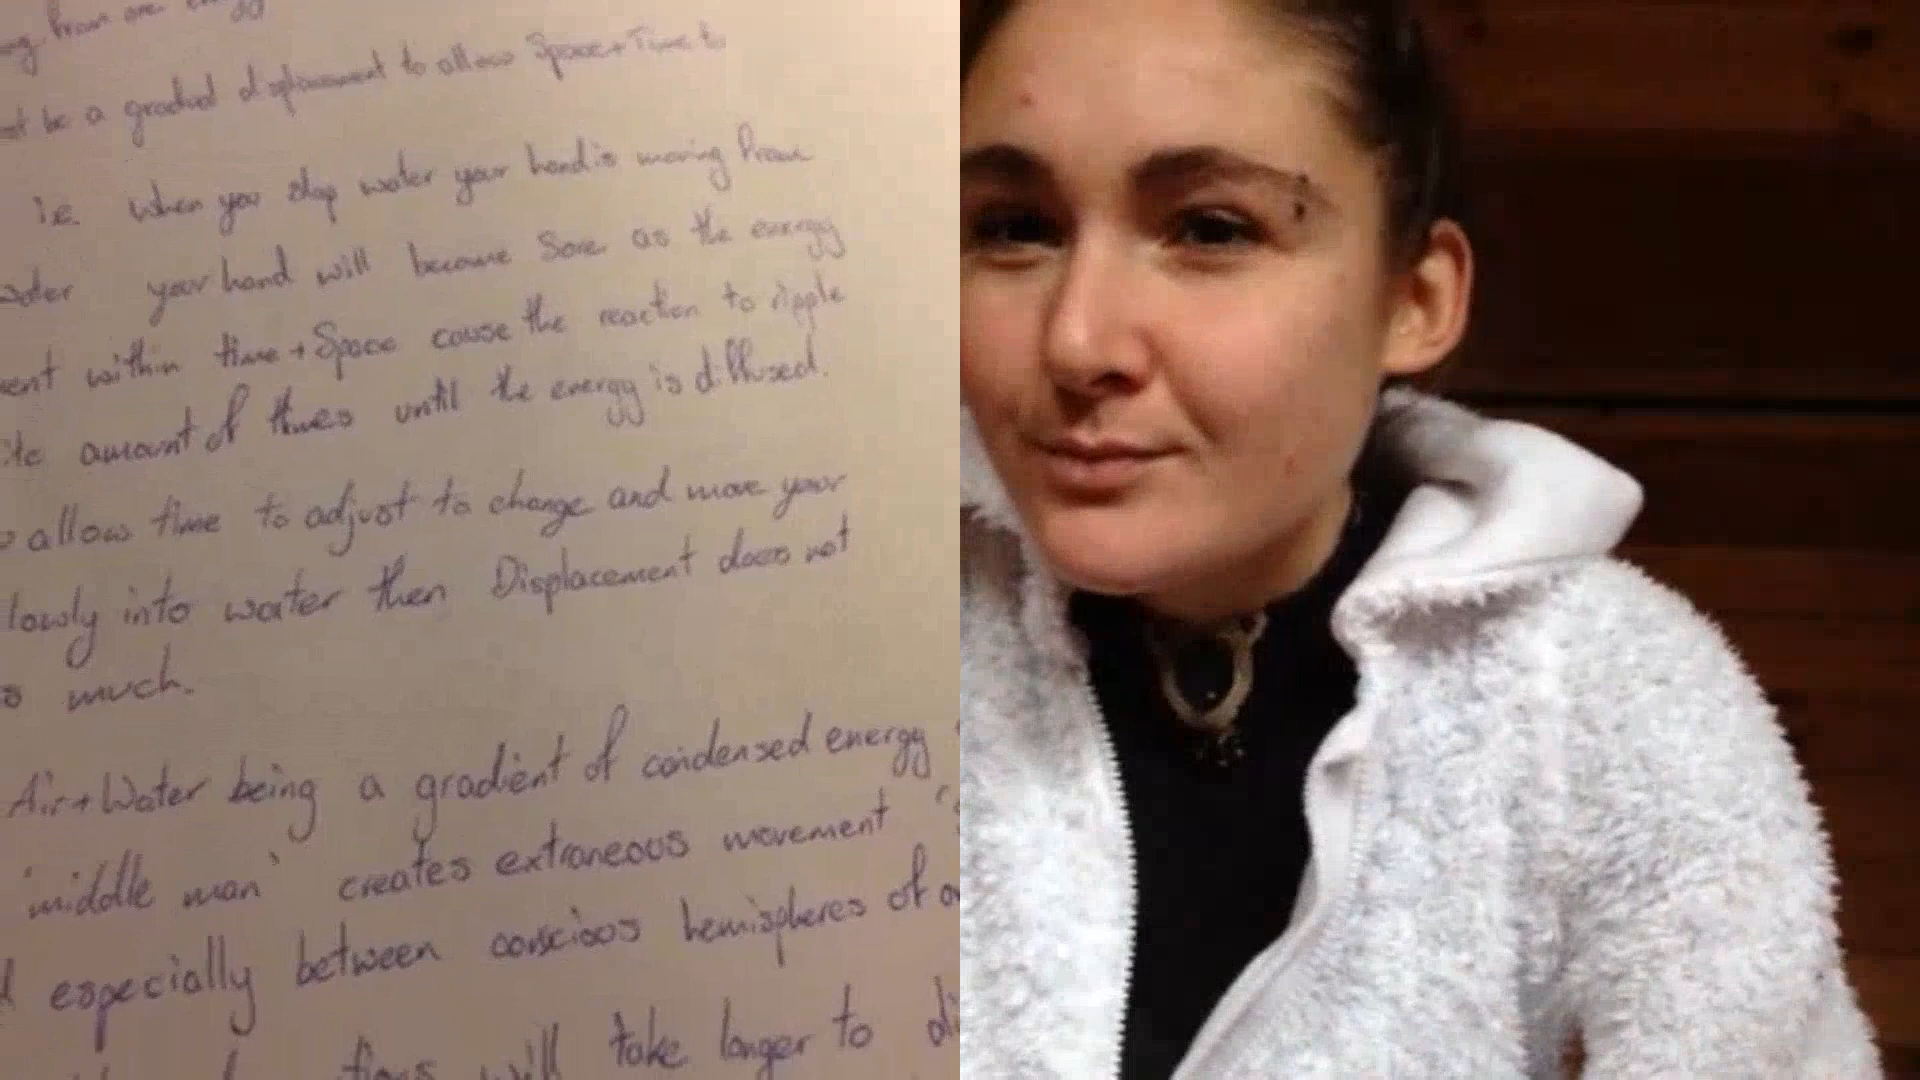 be a gradual displacement to allow Space + Time to
i.e. when you slap water your hand is moving from
your hand will become Sore as the energy
within time + Space cause the reaction to ripple
amount of times until the energy is diffused.
allow time to adjust to change and move your
into water then Displacement does not
much.
Air + Water being a gradient of condensed energy
'middle man' creates extraneous movement
especially between conscious hemispheres of
will take longer to